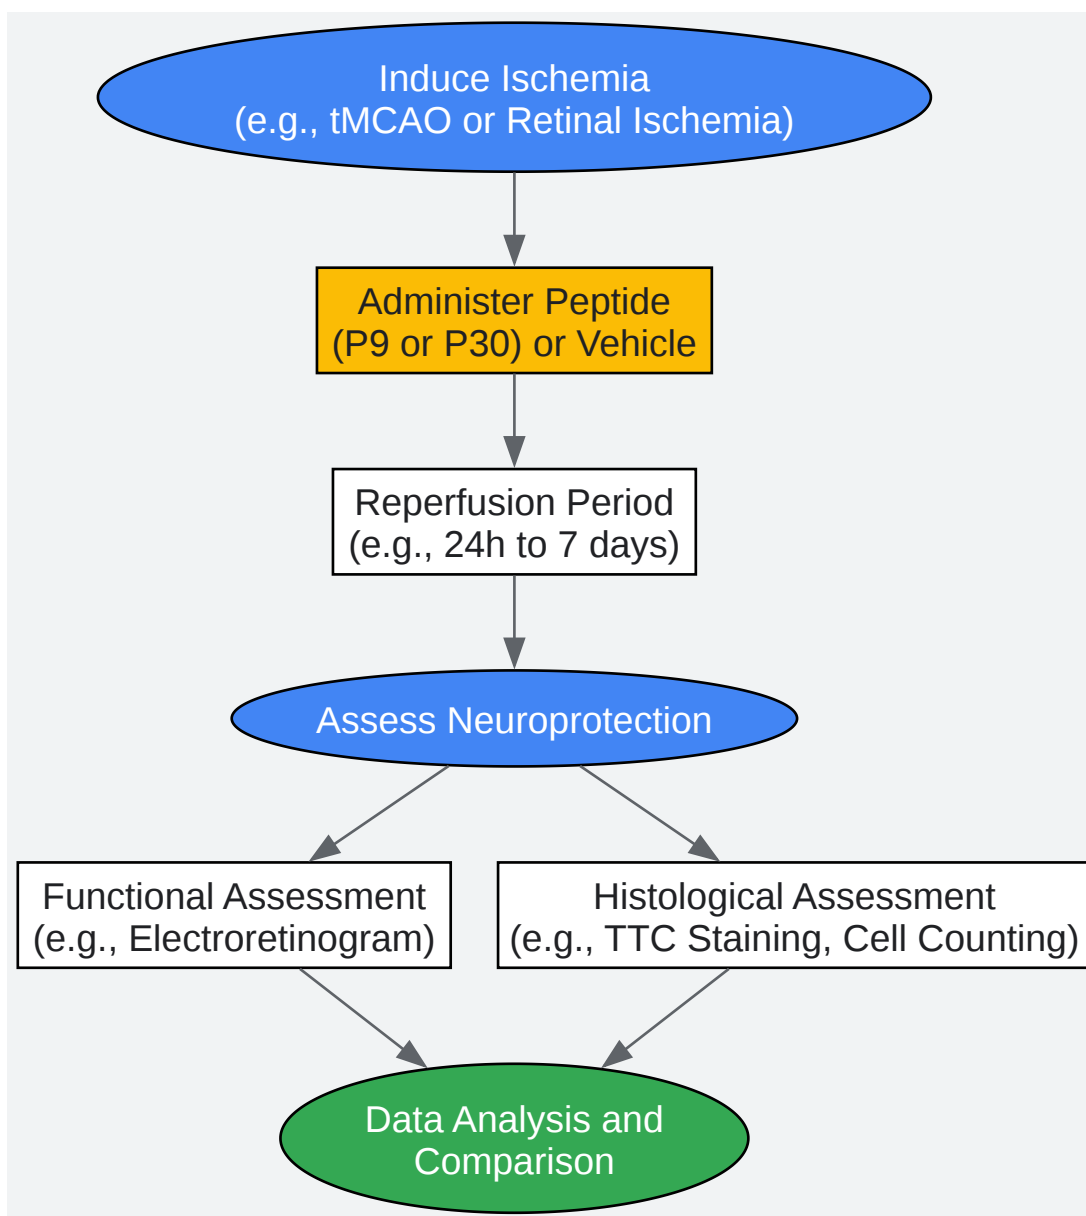 Induce Ischemia
(e.g., tMCAO or Retinal Ischemia)
Administer Peptide
(P9 or P30) or Vehicle
Reperfusion Period
(e.g., 24h to 7 days)
Assess Neuroprotection
Functional Assessment
(e.g., Electroretinogram)
Histological Assessment
(e.g., TTC Staining, Cell Counting)
Data Analysis and
Comparison